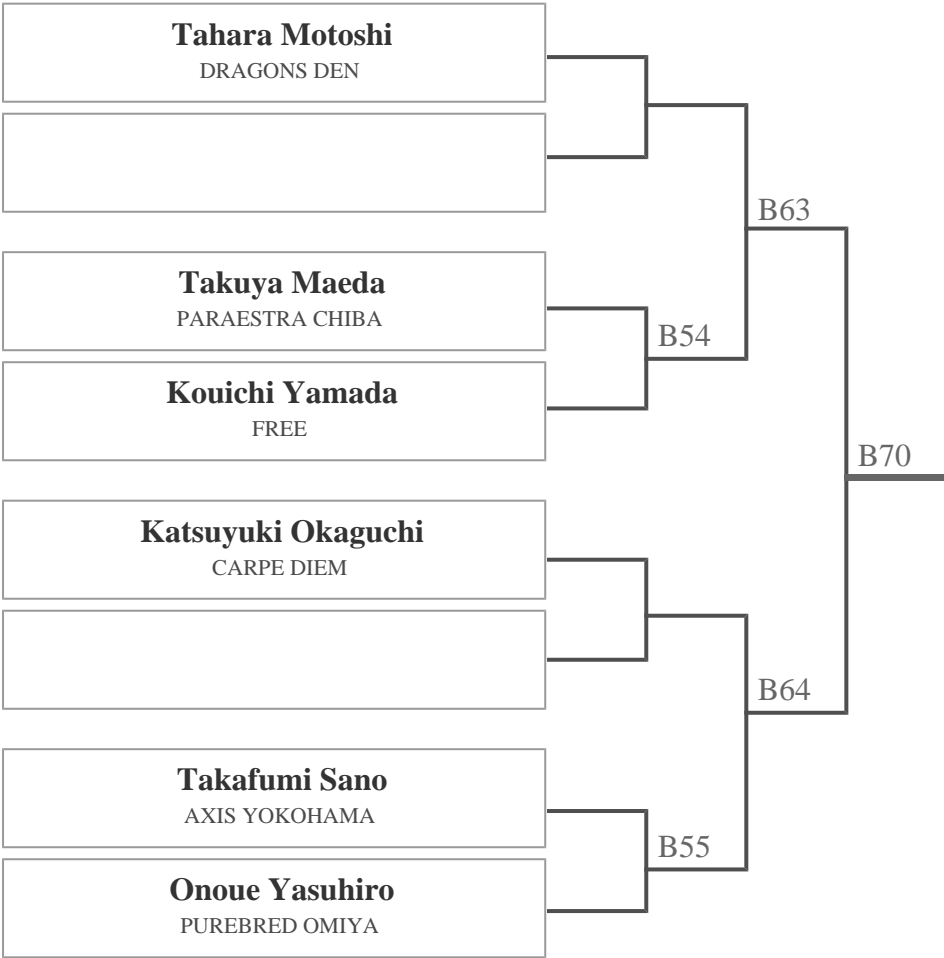 Tahara Motoshi
DRAGONS DEN
B63
Takuya Maeda
PARAESTRA CHIBA
B54
Kouichi Yamada
FREE
B70
Katsuyuki Okaguchi
CARPE DIEM
B64
Takafumi Sano
AXIS YOKOHAMA
B55
Onoue Yasuhiro
PUREBRED OMIYA